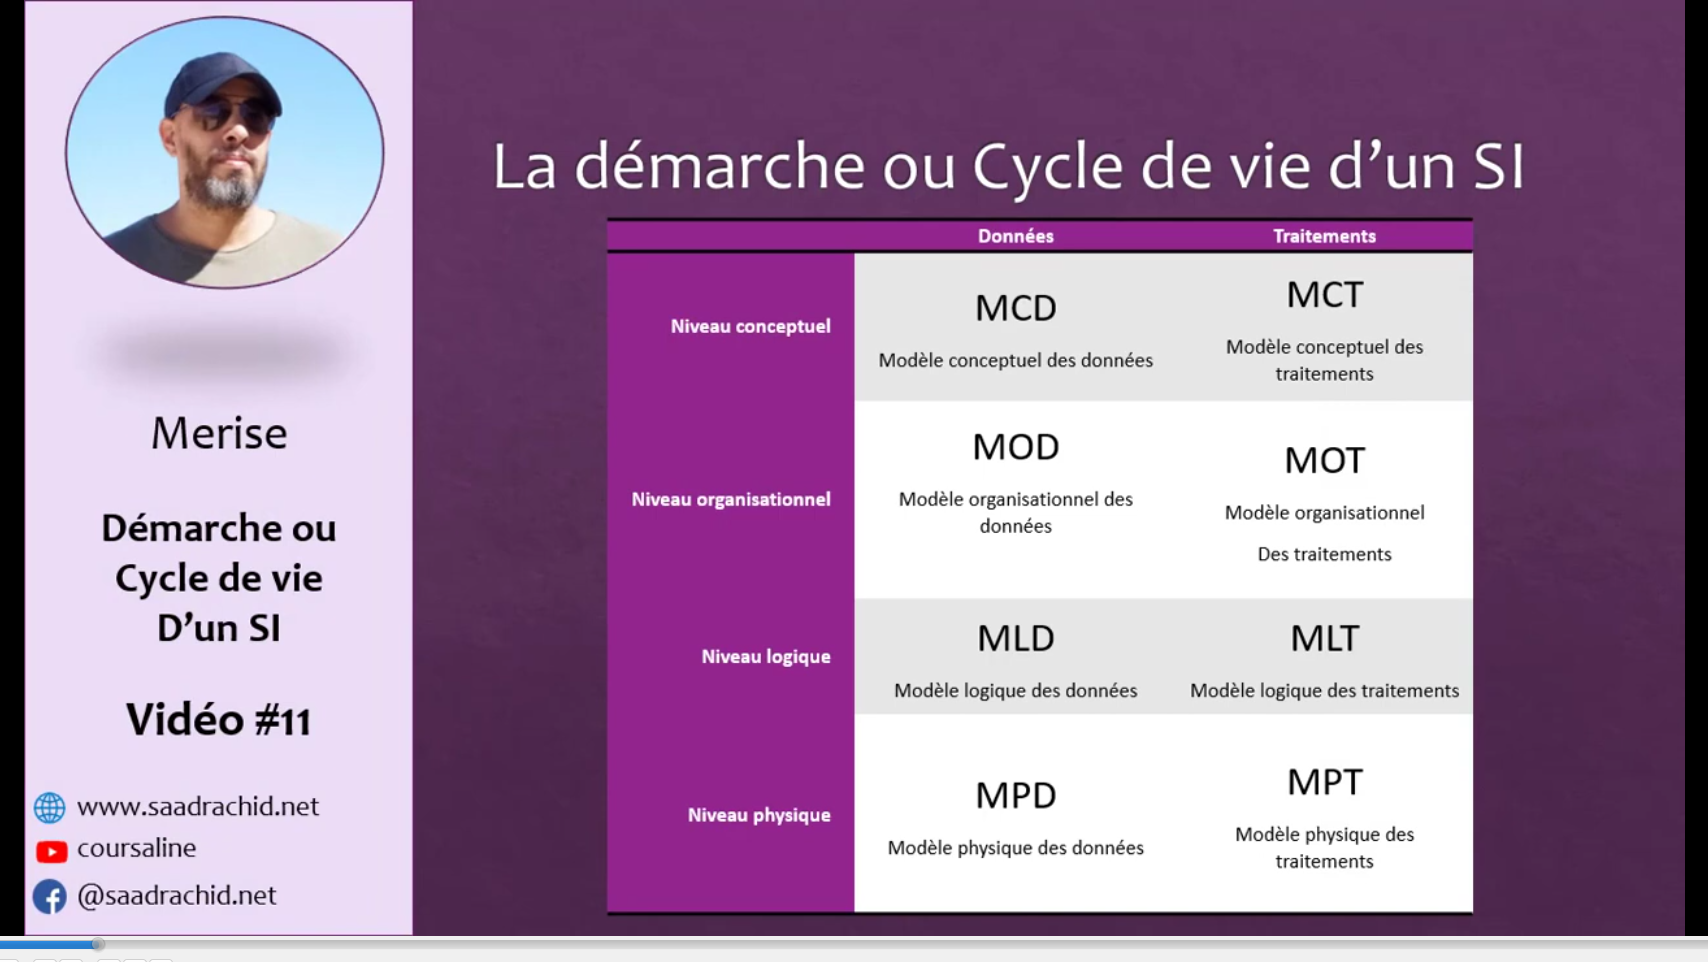 La démarche ou Cycle de vie d’un SI
Données Traitements
Niveau conceptuel
MCD
Modèle conceptuel des données
MCT
Modèle conceptuel des
traitements
Niveau organisationnel
MOD
Modèle organisationnel des
données
MOT
Modèle organisationnel
Des traitements
Niveau logique
MLD
Modèle logique des données
MLT
Modèle logique des traitements
Niveau physique
MPD
Modèle physique des données
MPT
Modèle physique des
traitements
Merise
Démarche ou
Cycle de vie
D’un SI
Vidéo #11
www.saadrachid.net
coursaline
@saadrachid.net